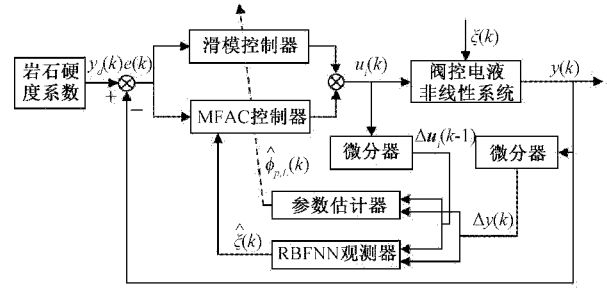 滑模控制器
ξ(k)
岩石硬
度系数
y_d(k)
e(k)
+
−
MFAC控制器
u_i(k)
阀控电液
非线性系统
y(k)
微分器
Δu_i(k-1)
微分器
φ̂_{p,L}(k)
参数估计器
Δy(k)
ξ̂(k)
RBFNN观测器